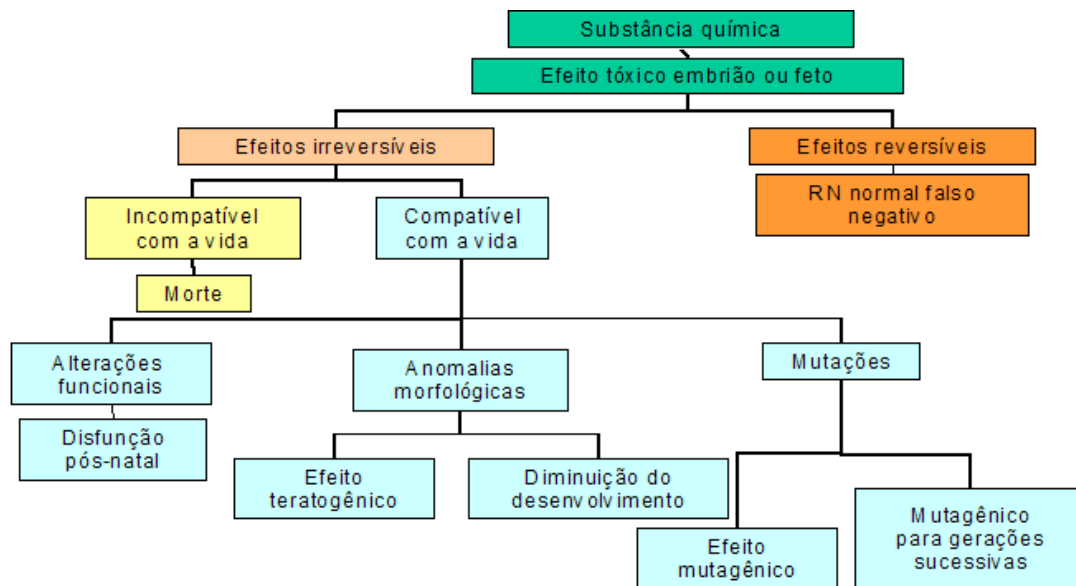 Substância química
Efeito tóxico embrião ou feto
Efeitos irreversíveis
Efeitos reversíveis
Incompatível
com a vida
Compatível
com a vida
RN normal falso
negativo
Morte
Alterações
funcionais
Anomalias
morfológicas
Mutações
Disfunção
pós-natal
Efeito
teratogênico
Diminuição do
desenvolvimento
Efeito
mutagênico
Mutagênico
para gerações
sucessivas